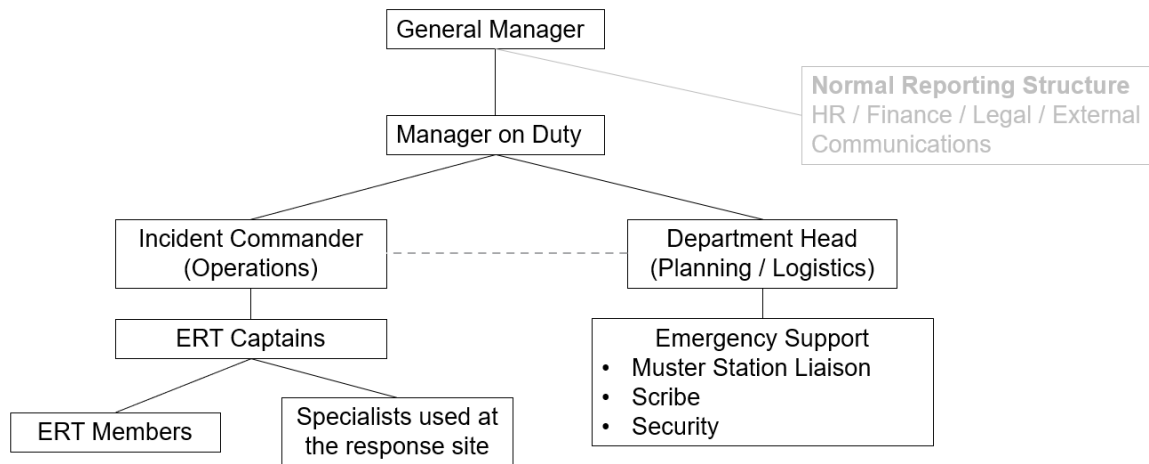 General Manager
Normal Reporting Structure
HR / Finance / Legal / External
Communications
Manager on Duty
Incident Commander
(Operations)
Department Head
(Planning / Logistics)
ERT Captains
Emergency Support
• Muster Station Liaison
• Scribe
• Security
ERT Members
Specialists used at
the response site